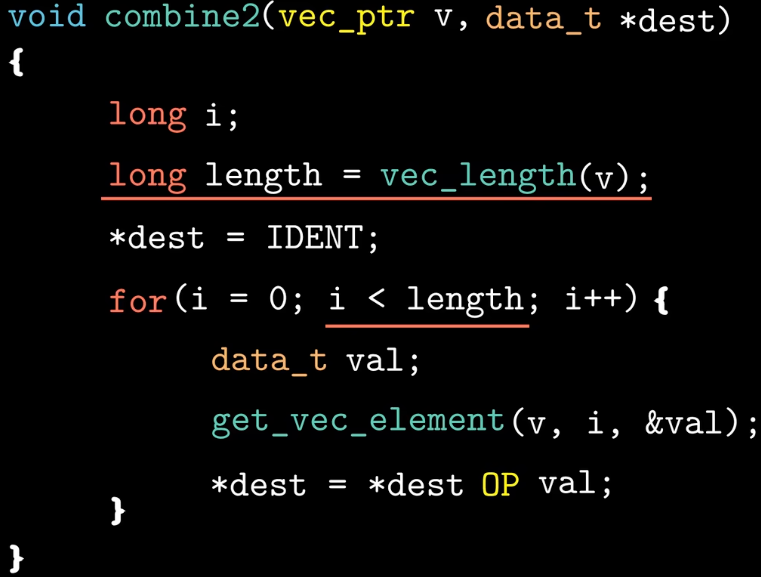 void combine2(vec_ptr v, data_t *dest)
{
long i;
long length = vec_length(v);
*dest = IDENT;
for(i = 0; i < length; i++) {
data_t val;
get_vec_element(v, i, &val);
*dest = *dest OP val;
}
}